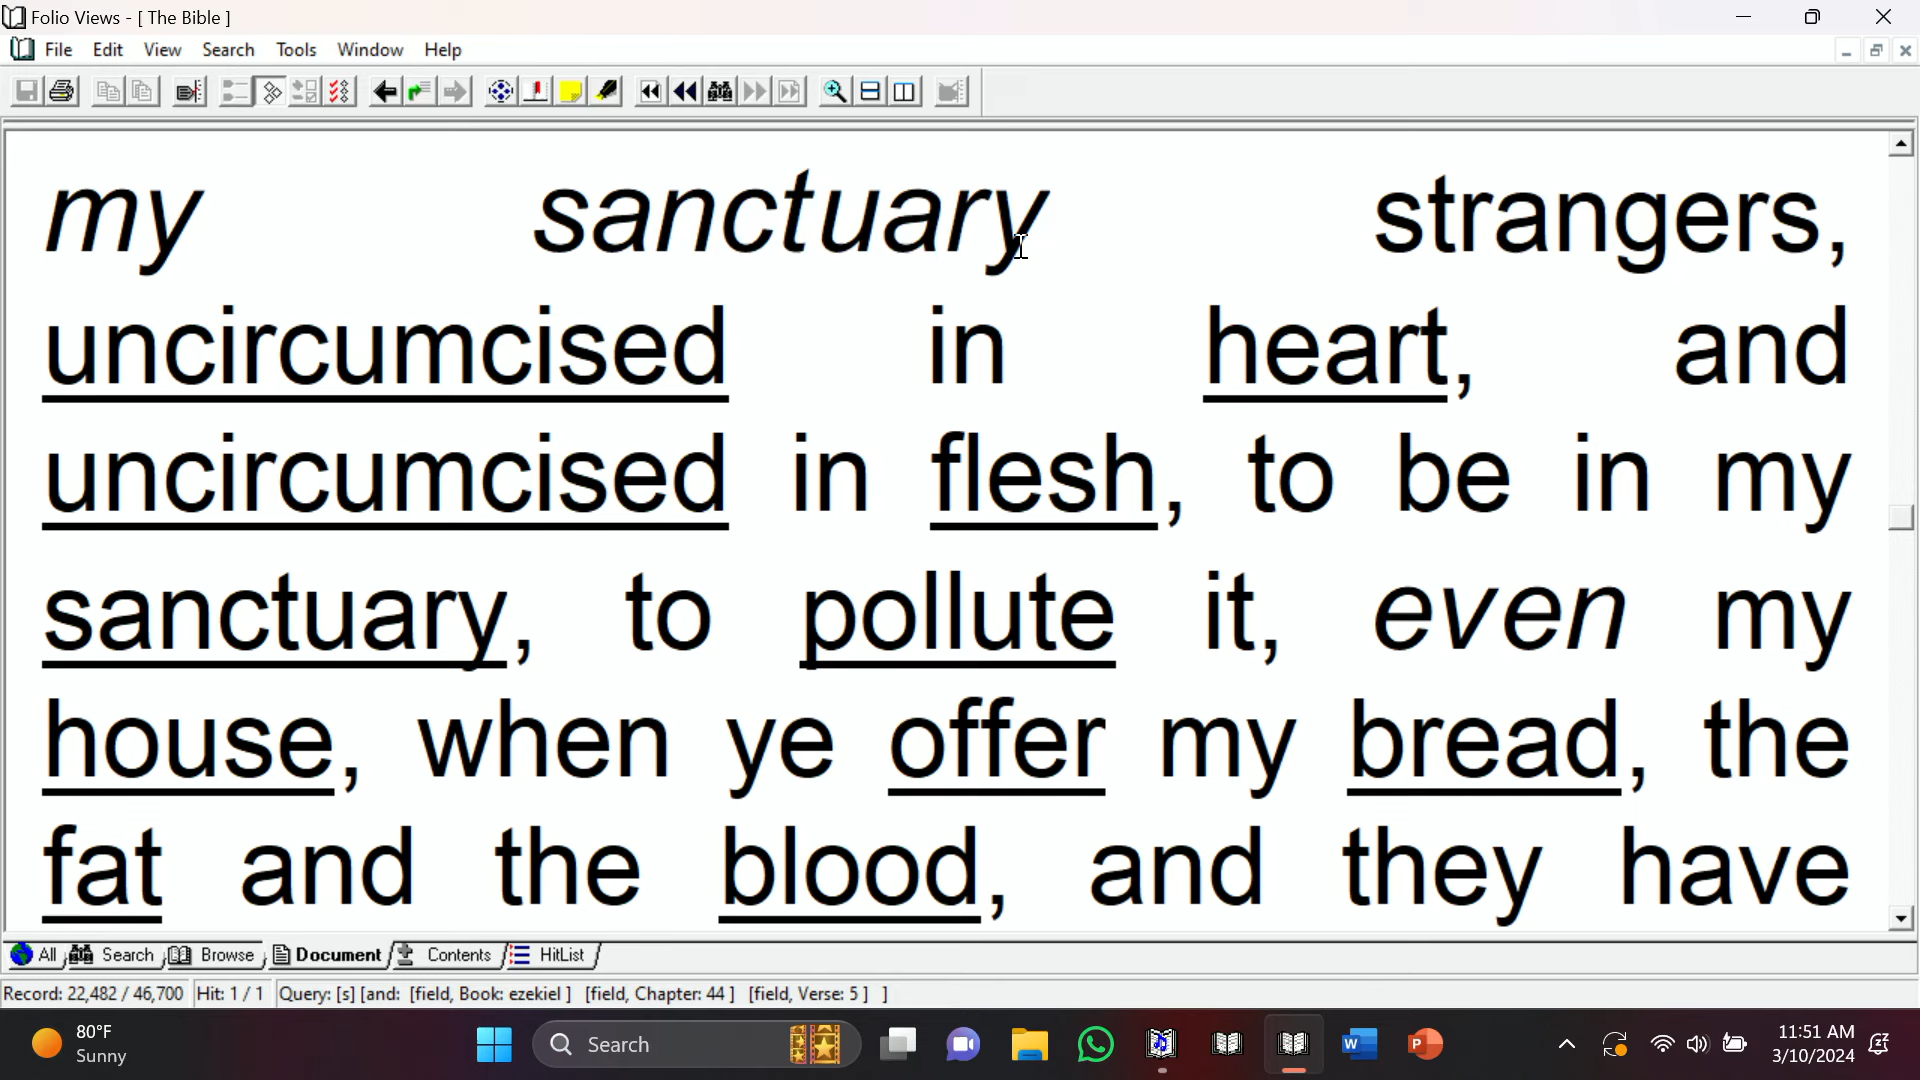 Folio Views - [ The Bible ]
File Edit View Search Tools Window Help
my sanctuary strangers,
uncircumcised in heart, and
uncircumcised in flesh, to be in my
sanctuary, to pollute it, even my
house, when ye offer my bread, the
fat and the blood, and they have
All Search Browse Document Contents HitList
Record: 22,482 / 46,700 Hit: 1 / 1 Query: [s] [and: [field, Book: ezekiel ] [field, Chapter: 44 ] [field, Verse: 5 ] ]
80°F
Sunny
Search
W P
11:51 AM
3/10/2024